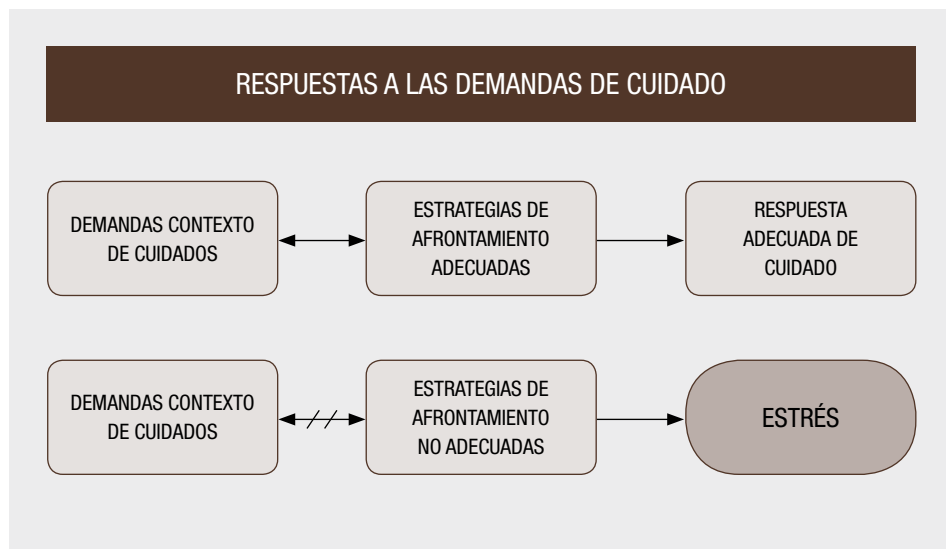 RESPUESTAS A LAS DEMANDAS DE CUIDADO
DEMANDAS CONTEXTO
DE CUIDADOS
ESTRATEGIAS DE
AFRONTAMIENTO
ADECUADAS
RESPUESTA
ADECUADA DE
CUIDADO
DEMANDAS CONTEXTO
DE CUIDADOS
ESTRATEGIAS DE
AFRONTAMIENTO
NO ADECUADAS
ESTRÉS